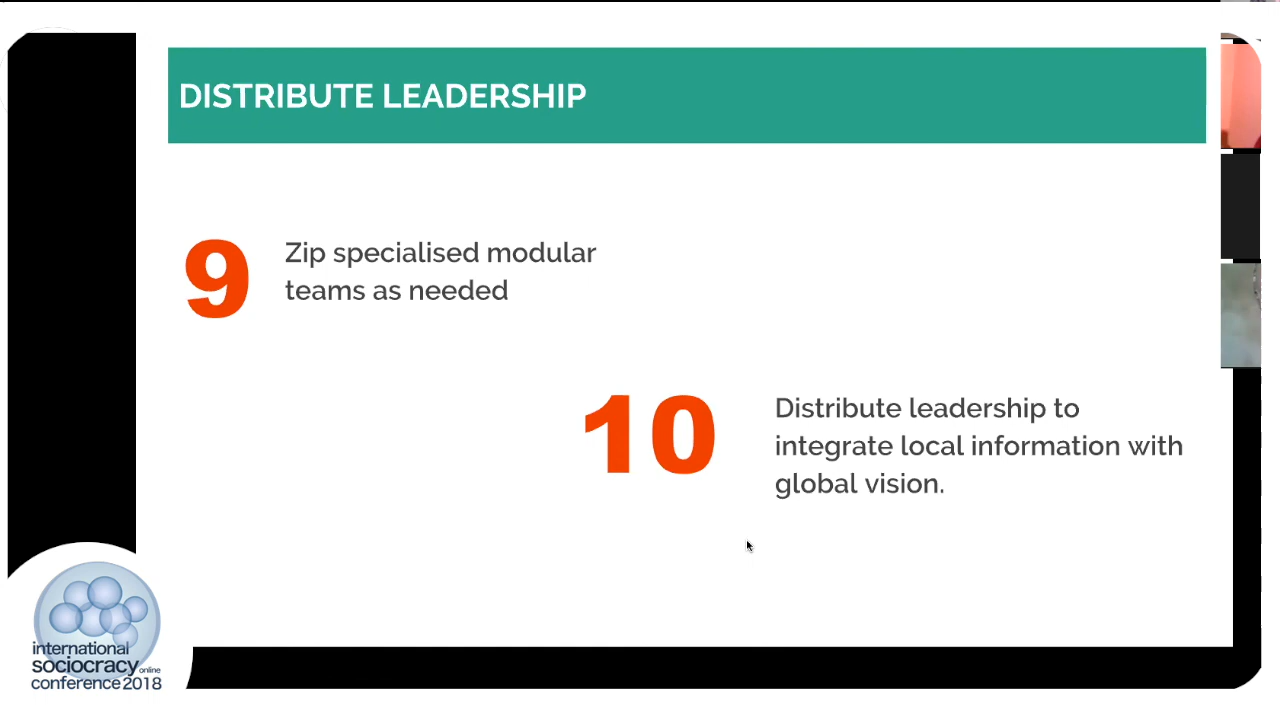 DISTRIBUTE LEADERSHIP
9
Zip specialised modular
teams as needed
10
Distribute leadership to
integrate local information with
global vision.
international
sociocracy online
conference 2018